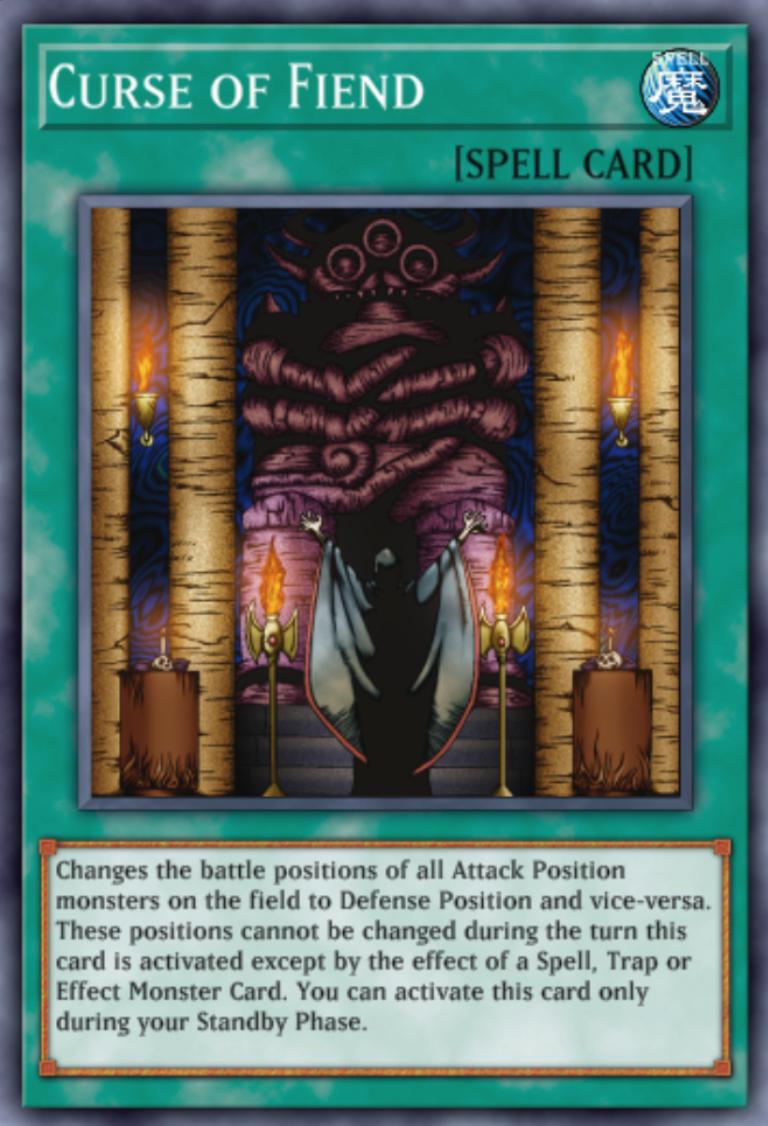 CURSE OF FIEND
SPELL
魔
[SPELL CARD]
Changes the battle positions of all Attack Position
monsters on the field to Defense Position and vice-versa.
These positions cannot be changed during the turn this
card is activated except by the effect of a Spell, Trap or
Effect Monster Card. You can activate this card only
during your Standby Phase.